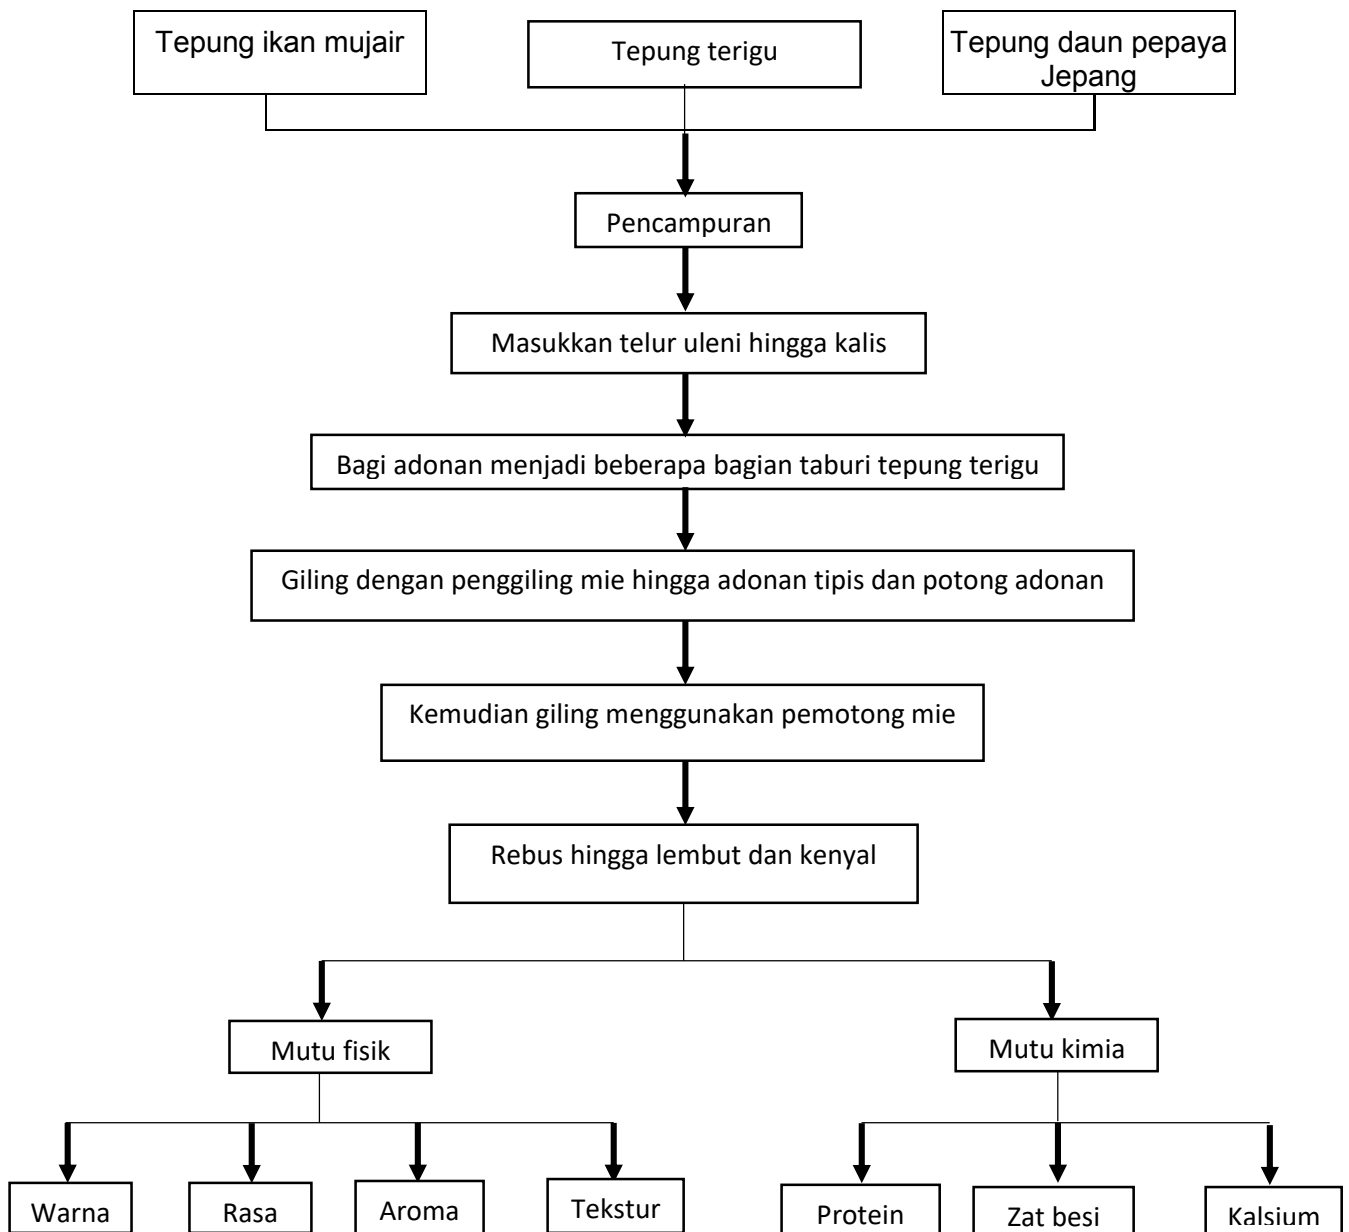 Tepung ikan mujair
Tepung terigu
Tepung daun pepaya
Jepang
Pencampuran
Masukkan telur uleni hingga kalis
Bagi adonan menjadi beberapa bagian taburi tepung terigu
Giling dengan penggiling mie hingga adonan tipis dan potong adonan
Kemudian giling menggunakan pemotong mie
Rebus hingga lembut dan kenyal
Mutu fisik
Mutu kimia
Warna
Rasa
Aroma
Tekstur
Protein
Zat besi
Kalsium